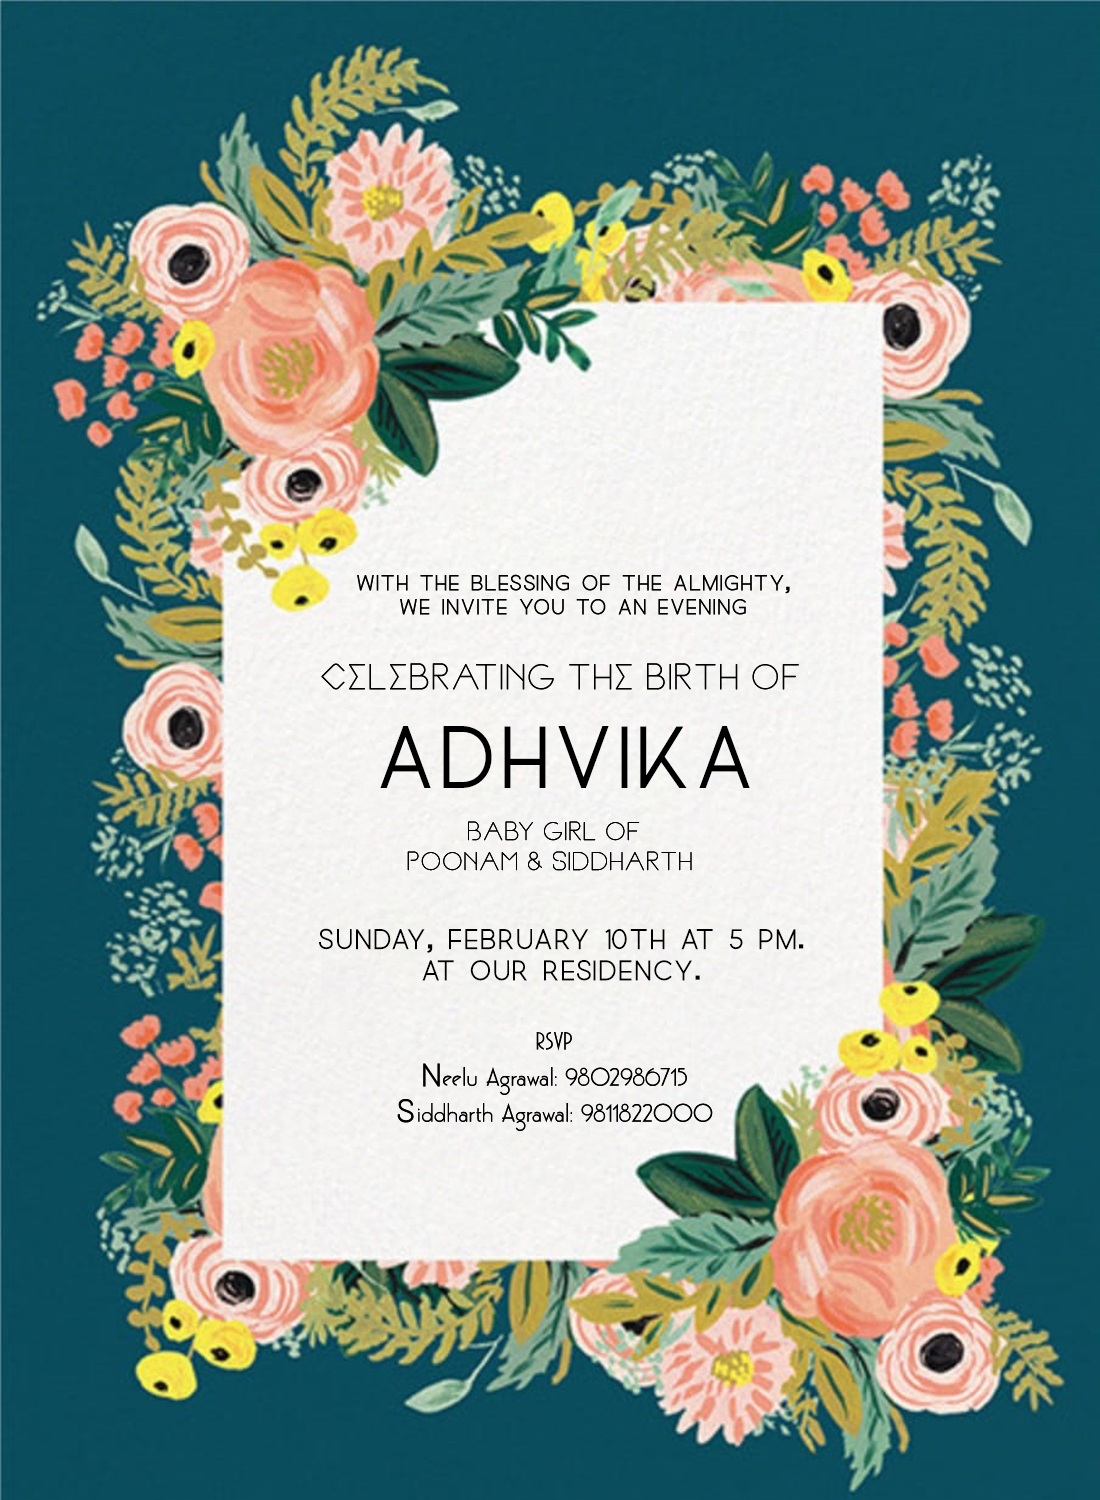 WITH THE BLESSING OF THE ALMIGHTY,
WE INVITE YOU TO AN EVENING
CELEBRATING THE BIRTH OF
ADHVIKA
BABY GIRL OF
POONAM & SIDDHARTH
SUNDAY, FEBRUARY 10TH AT 5 PM.
AT OUR RESIDENCY.
RSVP
Neelu Agrawal: 9802986715
Siddharth Agrawal: 9811822000